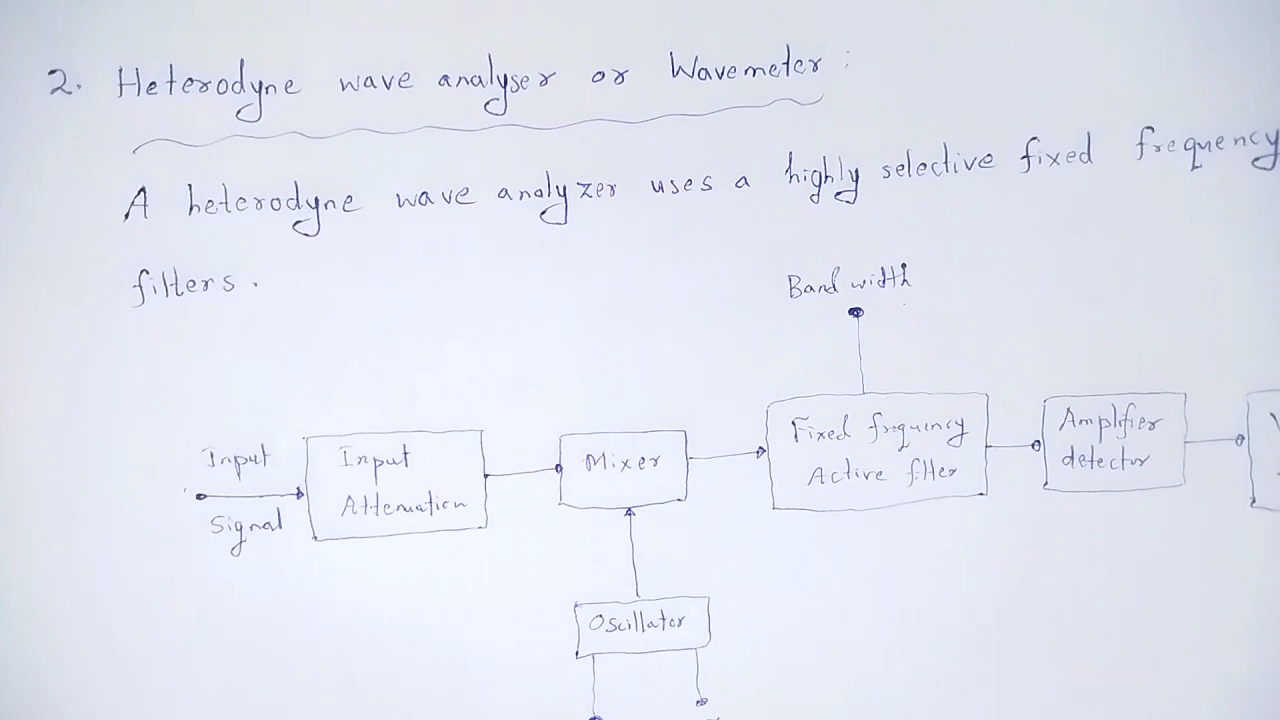 2. Heterodyne wave analyser or Wavemeter :
A heterodyne wave analyzer uses a highly selective fixed frequency
filters.
Band width
Input
Signal
Input
Attenuation
Mixer
Fixed frequency
Active filter
Amplifier
detector
Oscillator